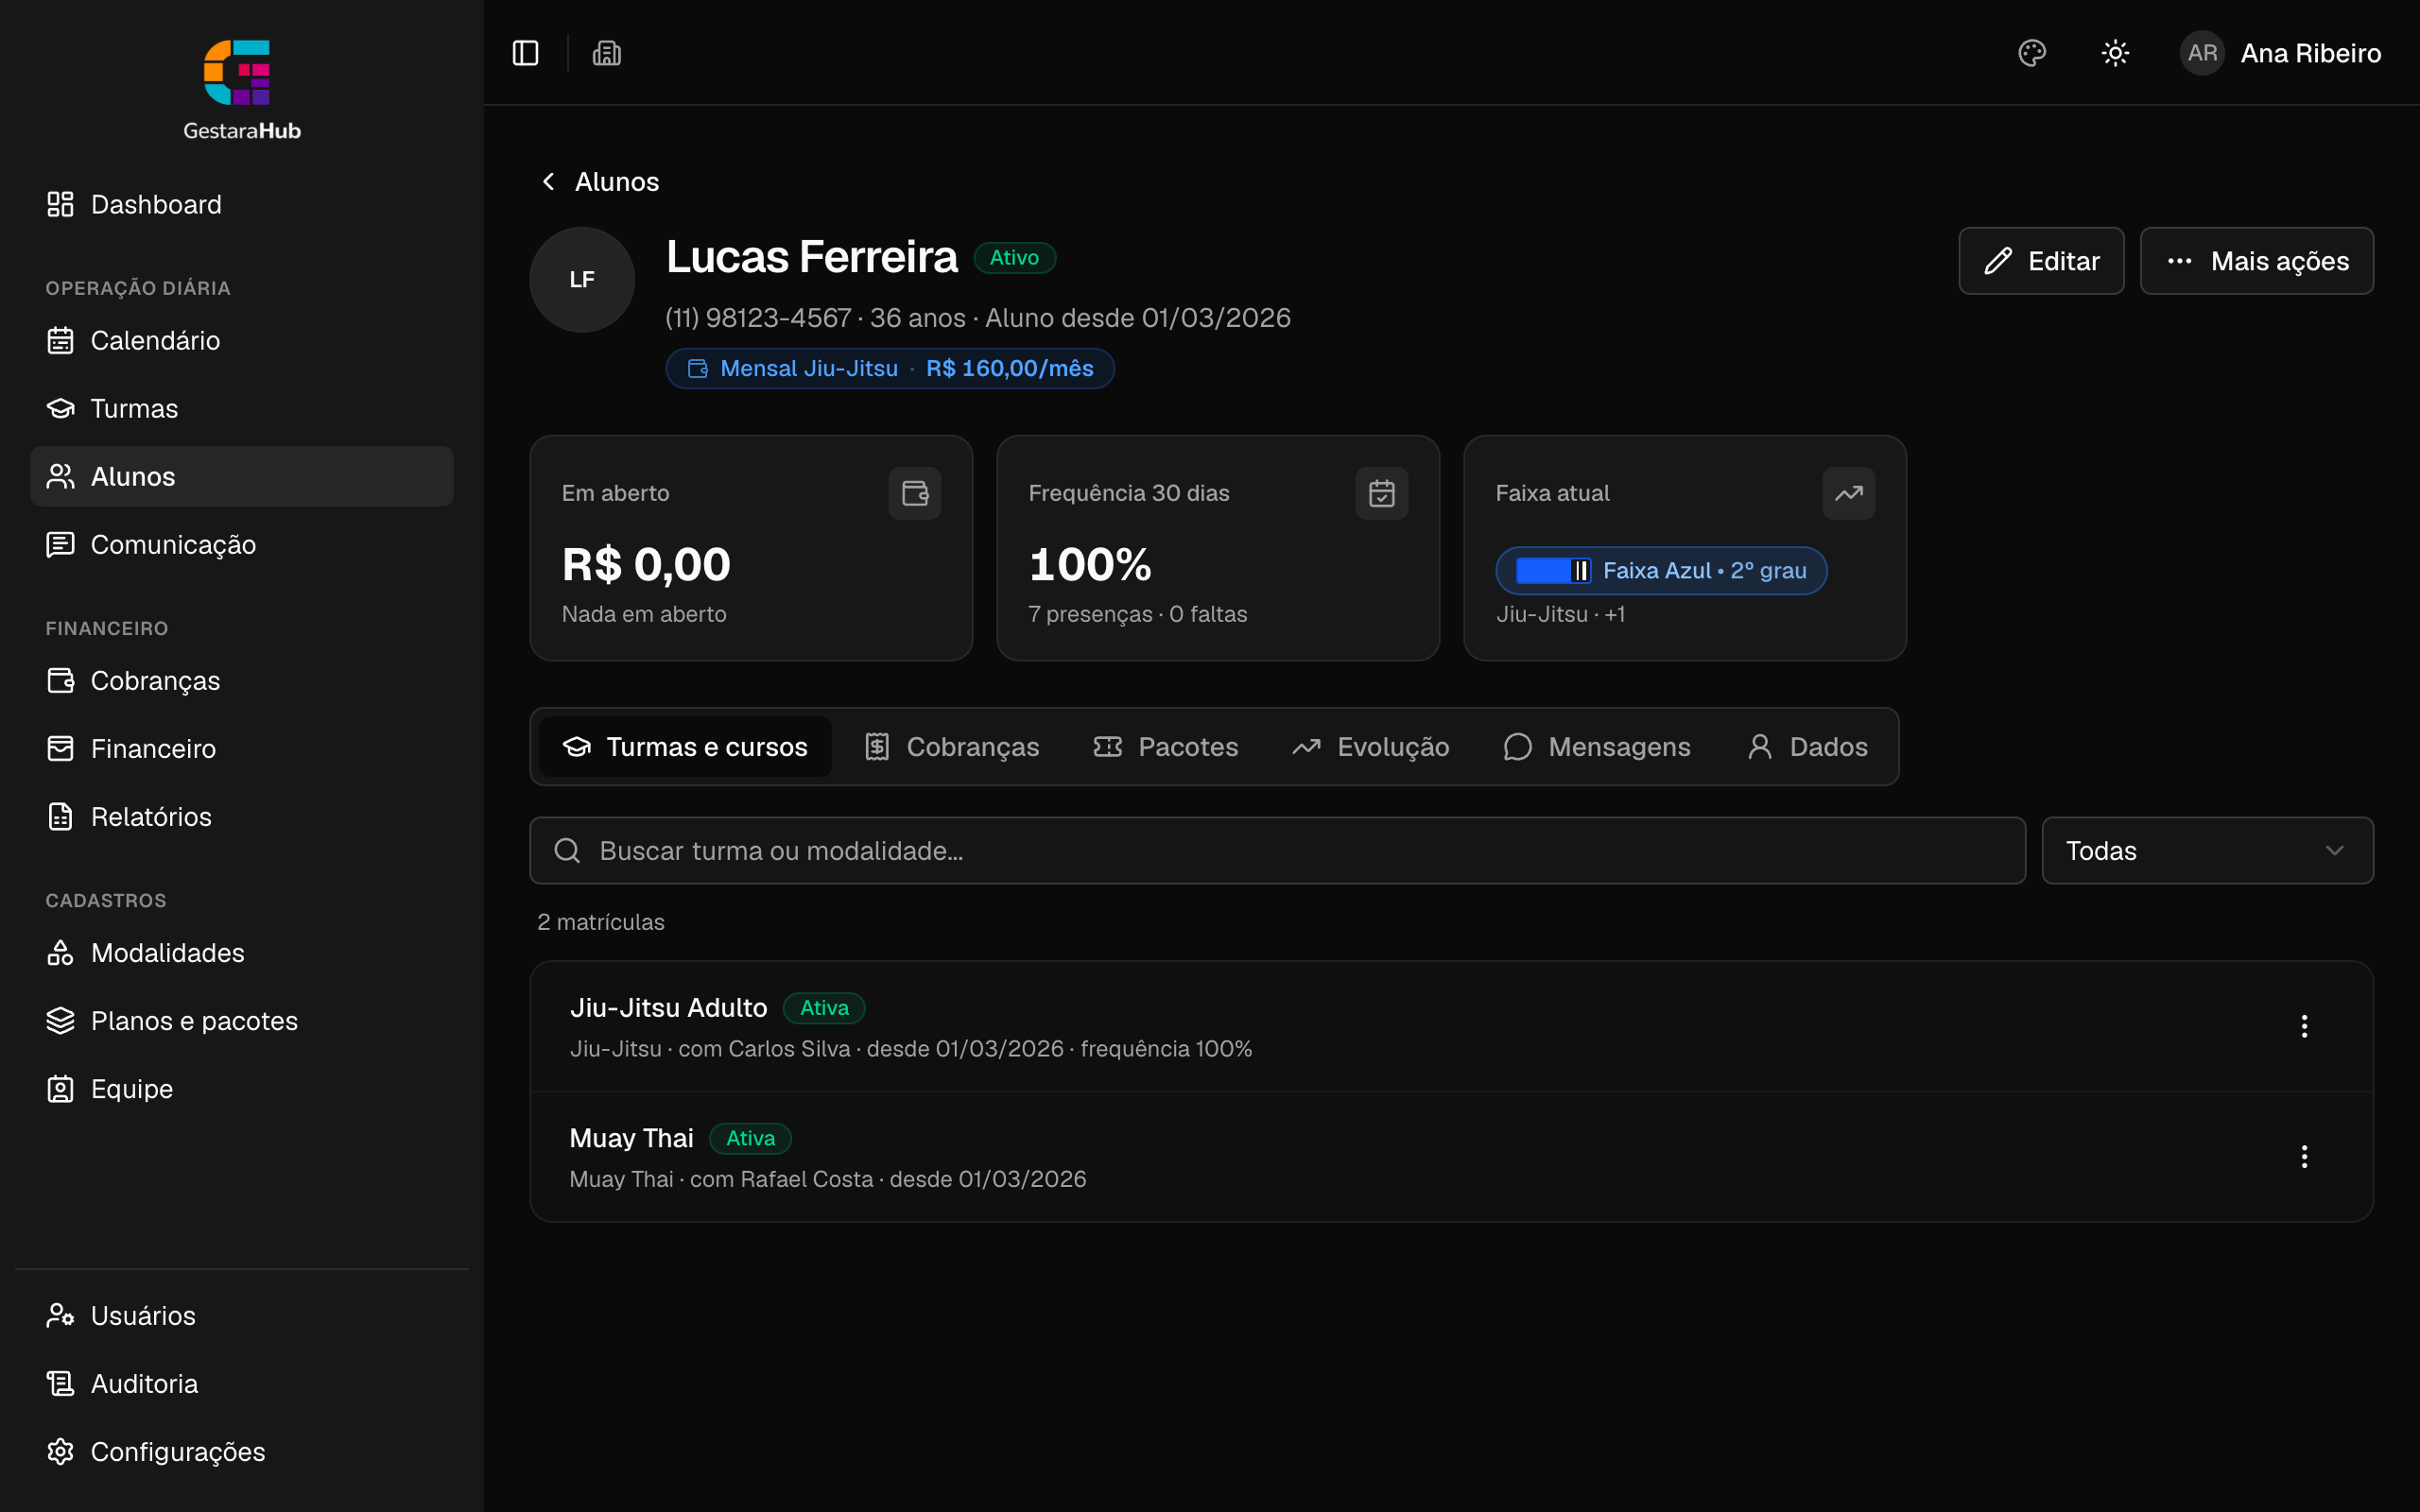 GestaraHub
Dashboard
OPERAÇÃO DIÁRIA
Calendário
Turmas
Alunos
Comunicação
FINANCEIRO
Cobranças
Financeiro
Relatórios
CADASTROS
Modalidades
Planos e pacotes
Equipe
Usuários
Auditoria
Configurações
AR Ana Ribeiro
Alunos
LF
Lucas Ferreira Ativo
(11) 98123-4567 · 36 anos · Aluno desde 01/03/2026
Mensal Jiu-Jitsu · R$ 160,00/mês
Editar
Mais ações
Em aberto
R$ 0,00
Nada em aberto
Frequência 30 dias
100%
7 presenças · 0 faltas
Faixa atual
Faixa Azul • 2º grau
Jiu-Jitsu · +1
Turmas e cursos Cobranças Pacotes Evolução Mensagens Dados
Buscar turma ou modalidade...
Todas
2 matrículas
Jiu-Jitsu Adulto Ativa
Jiu-Jitsu · com Carlos Silva · desde 01/03/2026 · frequência 100%
Muay Thai Ativa
Muay Thai · com Rafael Costa · desde 01/03/2026